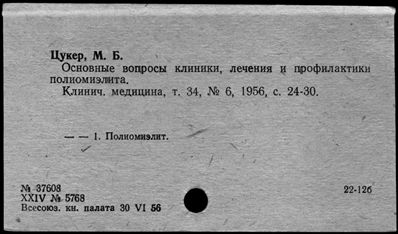 Цукер, М. Б.
Основные вопросы клиники, лечения и профилактики
полиомиэлита.
Клинич. медицина, т. 34, № 6, 1956, с. 24-30.
— — 1. Полиомиэлит.
№ 37608
XXIV № 5768
Всесоюз. кн. палата 30 VI 56
22-126